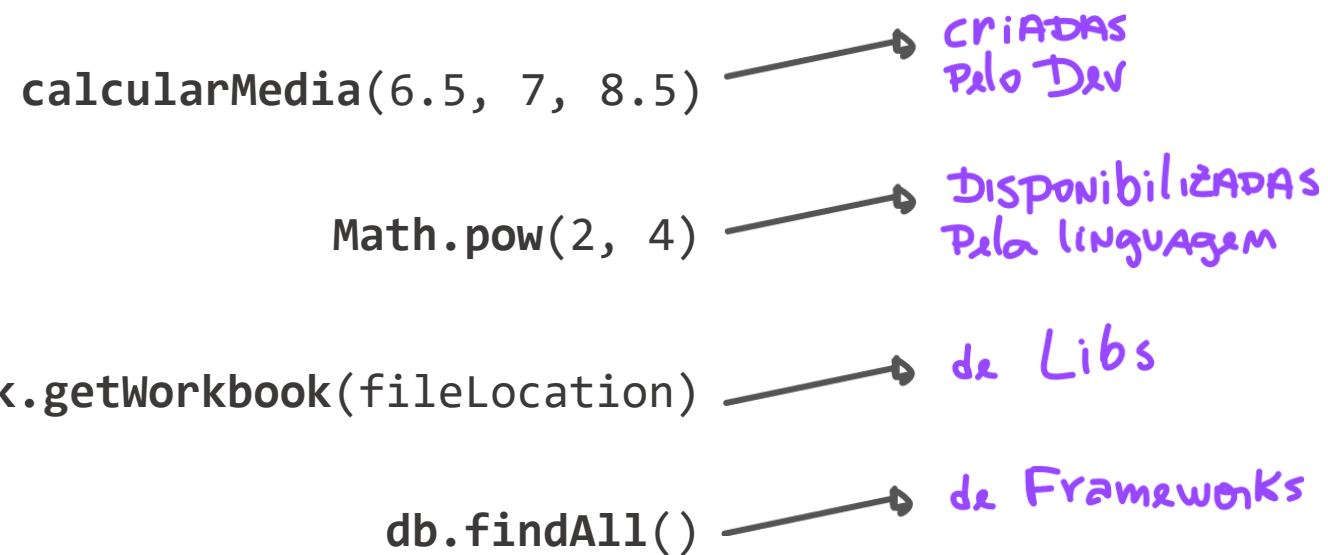 calcularMedia(6.5, 7, 8.5)
criadas
pelo Dev
Math.pow(2, 4)
Disponibilizadas
pela linguagem
k.getWorkbook(fileLocation)
de Libs
db.findAll()
de Frameworks